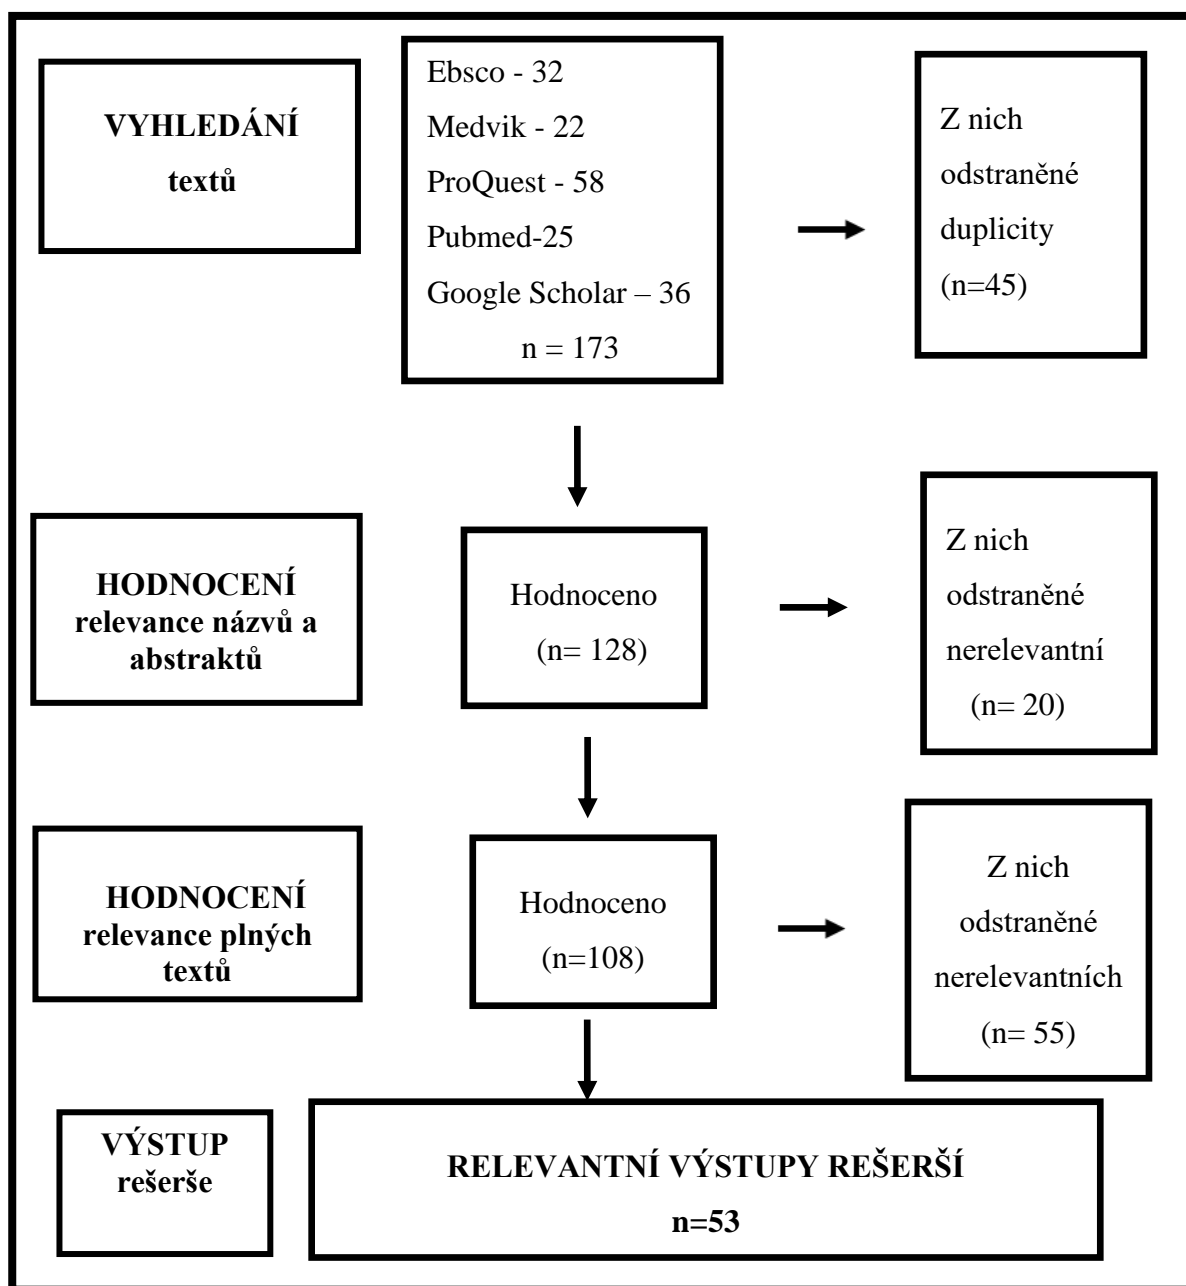 VYHLEDÁNÍ
textů
Ebsco - 32
Medvik - 22
ProQuest - 58
Pubmed-25
Google Scholar – 36
n = 173
Z nich
odstraněné
duplicity
(n=45)
HODNOCENÍ
relevance názvů a
abstraktů
Hodnoceno
(n= 128)
Z nich
odstraněné
nerelevantní
(n= 20)
HODNOCENÍ
relevance plných
textů
Hodnoceno
(n=108)
Z nich
odstraněné
nerelevantních
(n= 55)
VÝSTUP
rešerše
RELEVANTNÍ VÝSTUPY REŠERŠÍ
n=53